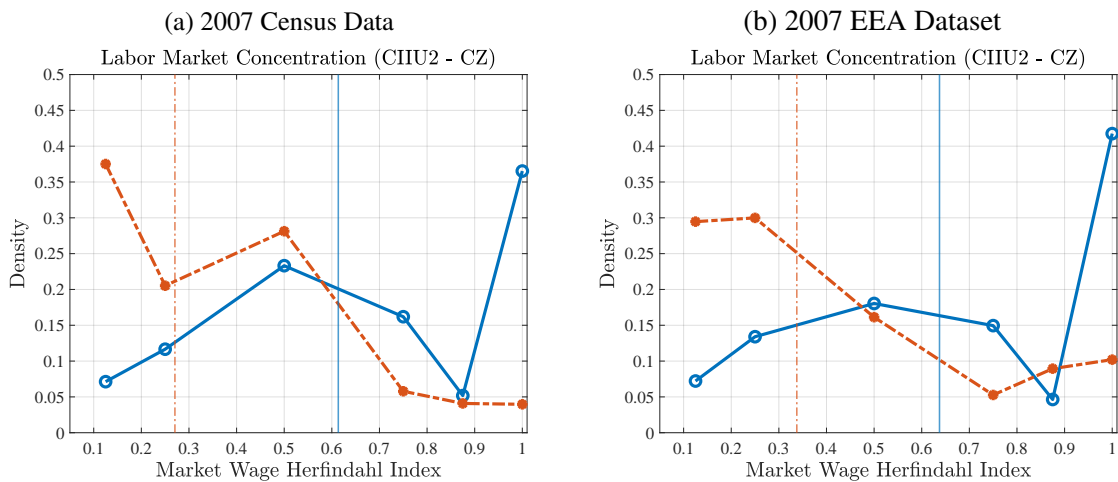 (a) 2007 Census Data
Labor Market Concentration (CIIU2 - CZ)
0.5
0.45
0.4
0.35
0.3
0.25
0.2
0.15
0.1
0.05
0
Density
0.1 0.2 0.3 0.4 0.5 0.6 0.7 0.8 0.9 1
Market Wage Herfindahl Index
(b) 2007 EEA Dataset
Labor Market Concentration (CIIU2 - CZ)
0.5
0.45
0.4
0.35
0.3
0.25
0.2
0.15
0.1
0.05
0
Density
0.1 0.2 0.3 0.4 0.5 0.6 0.7 0.8 0.9 1
Market Wage Herfindahl Index